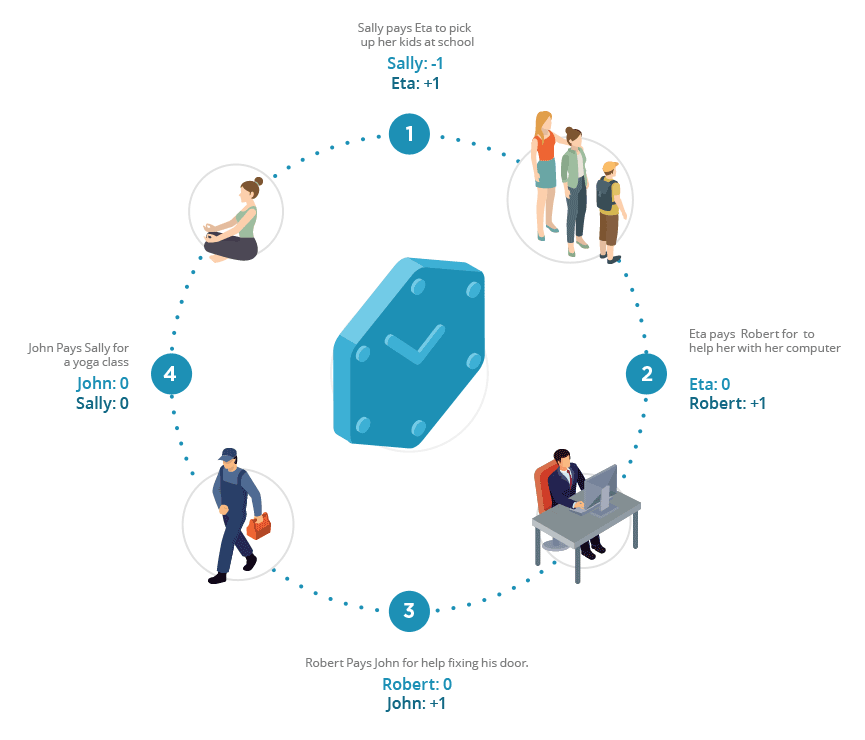 Sally pays Eta to pick
up her kids at school
Sally: -1
Eta: +1
1
Eta pays Robert for to
help her with her computer
2
Eta: 0
Robert: +1
3
Robert Pays John for help fixing his door.
Robert: 0
John: +1
John Pays Sally for
a yoga class
4
John: 0
Sally: 0